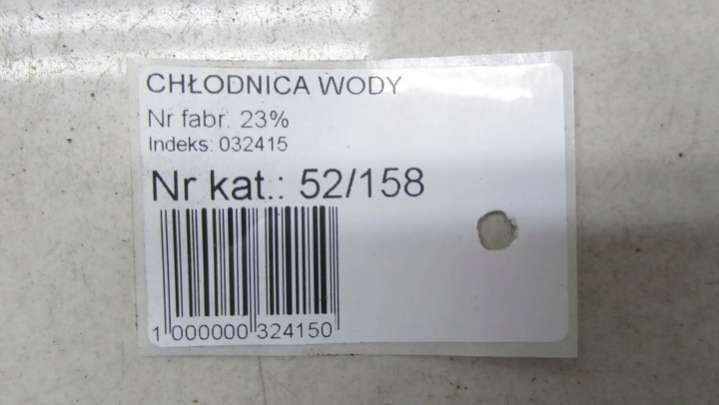 CHŁODNICA WODY
Nr fabr: 23%
Indeks: 032415
Nr kat.: 52/158
1 000000 324150